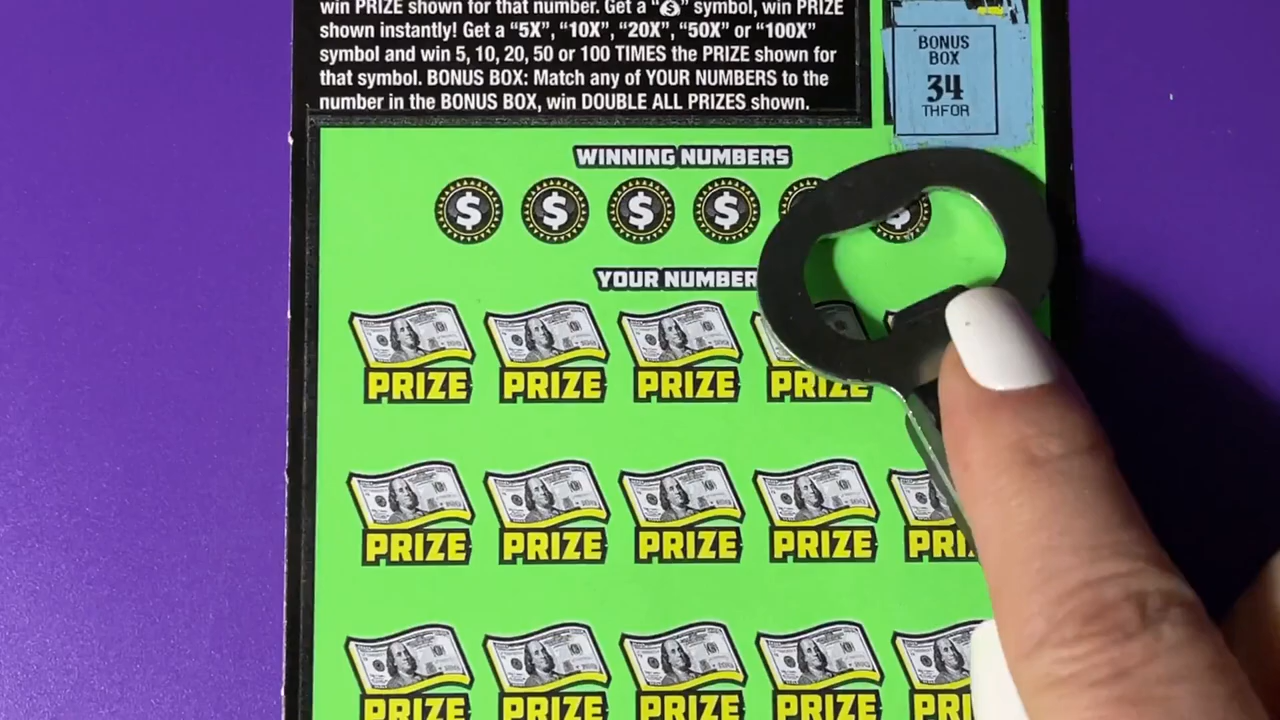 win PRIZE shown for that number. Get a "$" symbol, win PRIZE
shown instantly! Get a "5X", "10X", "20X", "50X" or "100X"
symbol and win 5, 10, 20, 50 or 100 TIMES the PRIZE shown for
that symbol. BONUS BOX: Match any of YOUR NUMBERS to the
number in the BONUS BOX, win DOUBLE ALL PRIZES shown.
BONUS
BOX
34
THFOR
WINNING NUMBERS
$ $ $ $ $
YOUR NUMBER
PRIZE PRIZE PRIZE PRIZE
PRIZE PRIZE PRIZE PRIZE PRI
PRIZE PRIZE PRIZE PRIZE PRI